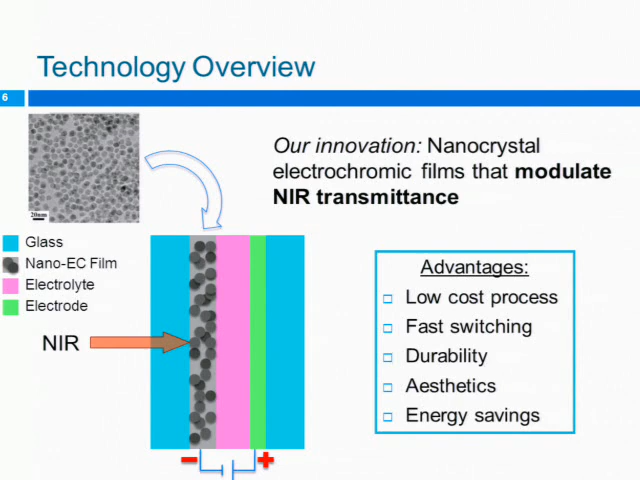 Technology Overview
6
20nm
Our innovation: Nanocrystal
electrochromic films that modulate
NIR transmittance
Glass
Nano-EC Film
Electrolyte
Electrode
NIR
Advantages:
Low cost process
Fast switching
Durability
Aesthetics
Energy savings